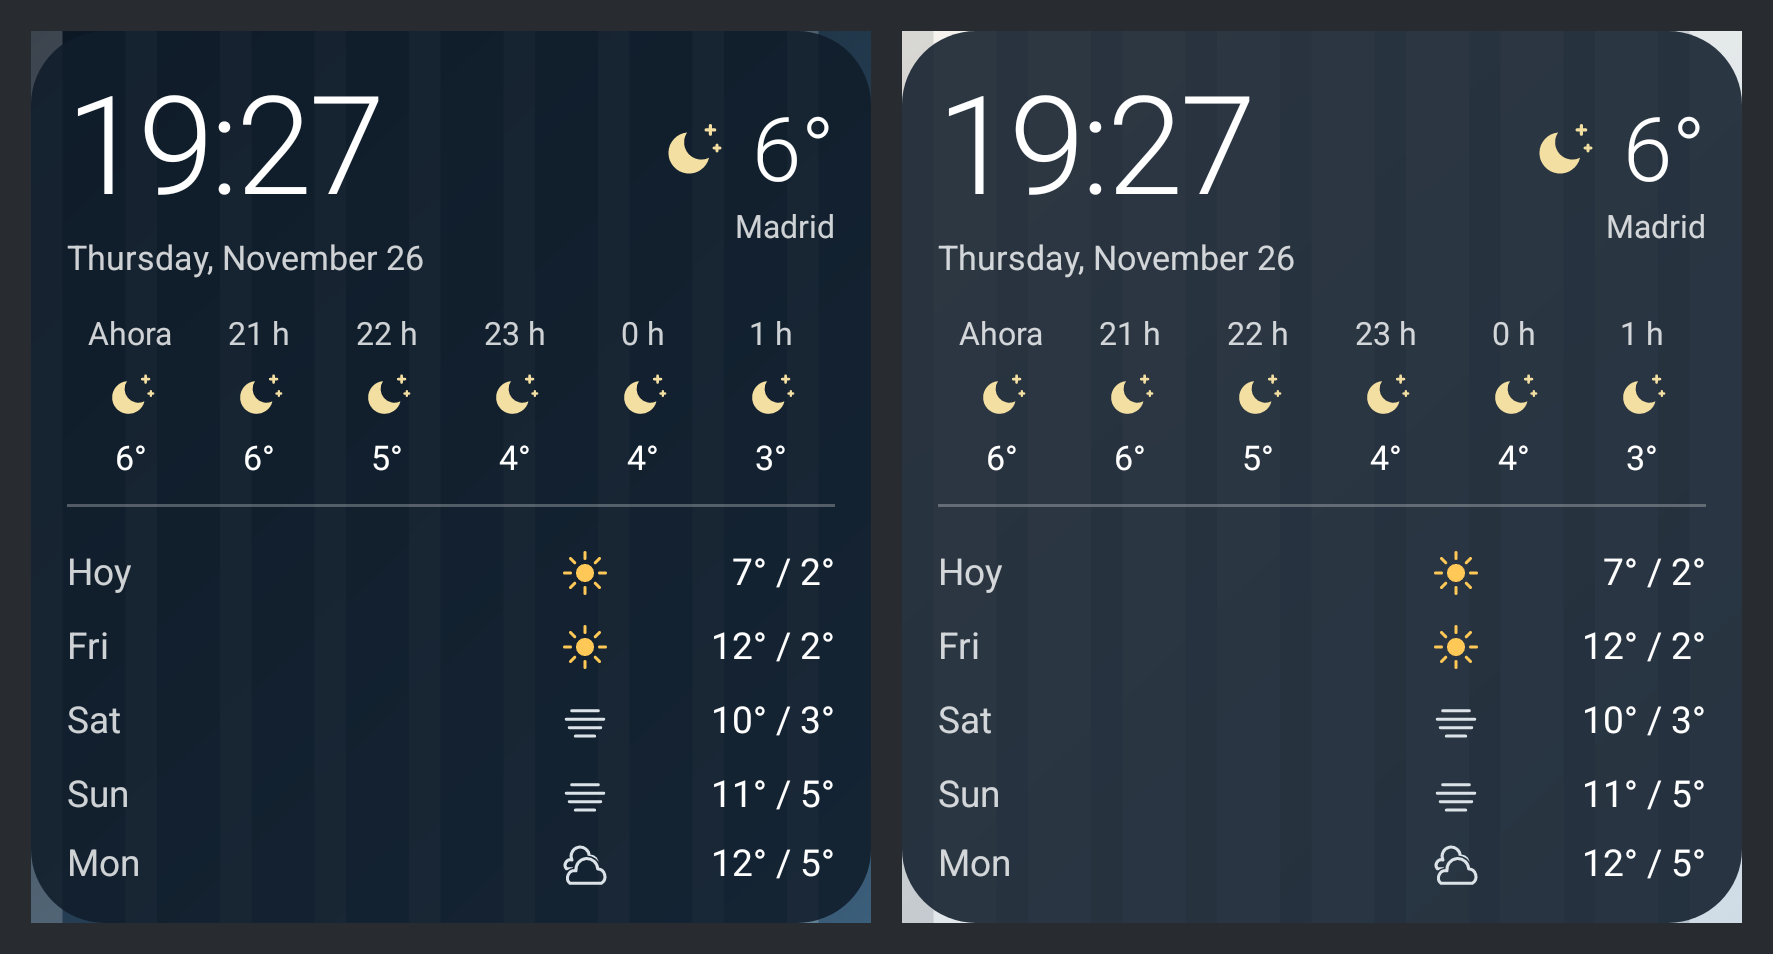 19:27
6°
Madrid
Thursday, November 26
Ahora 21 h 22 h 23 h 0 h 1 h
6° 6° 5° 4° 4° 3°
Hoy 7° / 2°
Fri 12° / 2°
Sat 10° / 3°
Sun 11° / 5°
Mon 12° / 5°
19:27
6°
Madrid
Thursday, November 26
Ahora 21 h 22 h 23 h 0 h 1 h
6° 6° 5° 4° 4° 3°
Hoy 7° / 2°
Fri 12° / 2°
Sat 10° / 3°
Sun 11° / 5°
Mon 12° / 5°